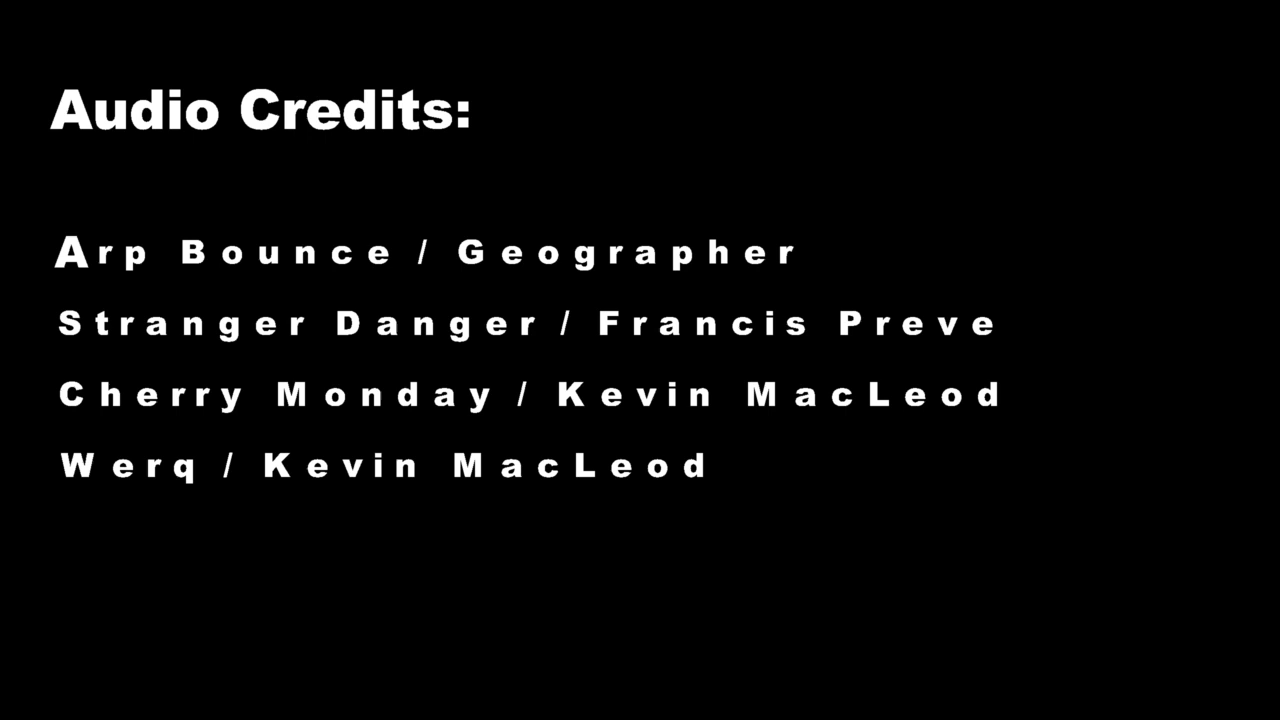 Audio Credits:
Arp Bounce / Geographer
Stranger Danger / Francis Preve
Cherry Monday / Kevin MacLeod
Werq / Kevin MacLeod